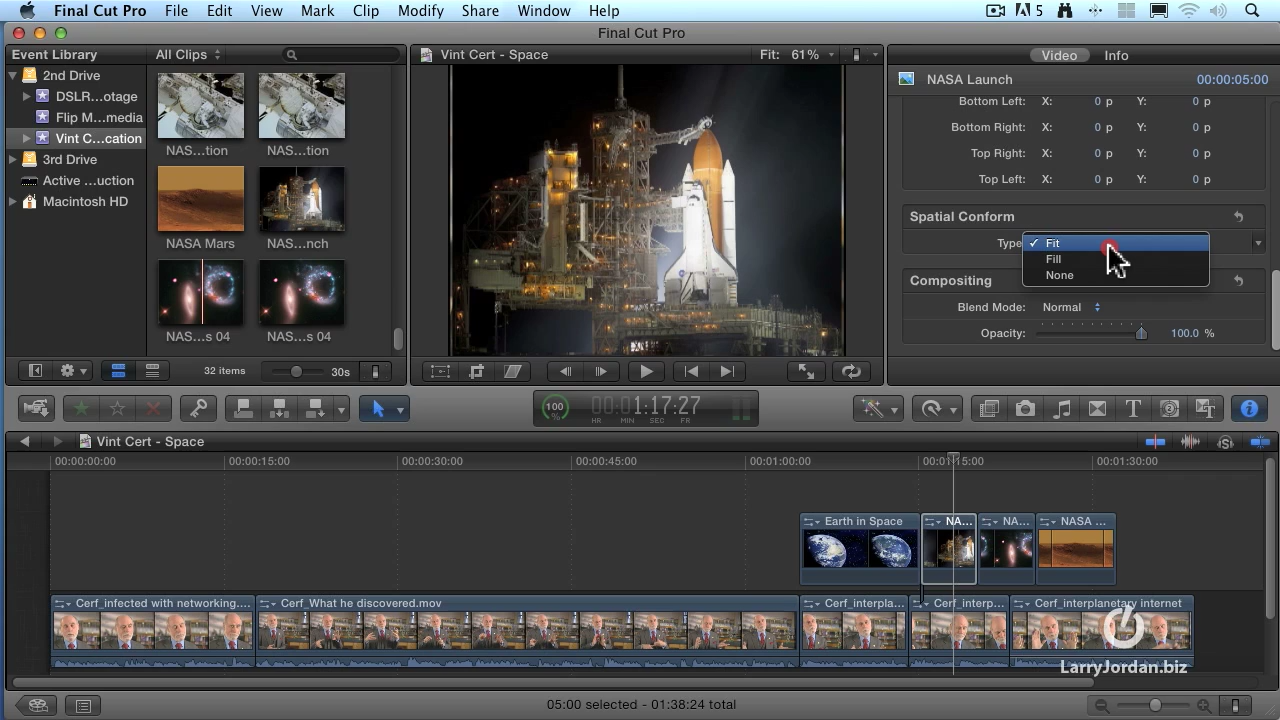 Final Cut Pro File Edit View Mark Clip Modify Share Window Help 5
Final Cut Pro
Event Library
All Clips
Vint Cert - Space
Fit: 61%
Video
Info
2nd Drive
DSLR...otage
Flip M...media
Vint C...cation
3rd Drive
Active ...uction
Macintosh HD
NAS...tion
NAS...tion
NASA Mars
NAS...nch
NAS...s 04
NAS...s 04
32 items
30s
NASA Launch
00:00:05:00
Bottom Left: X: 0 p Y: 0 p
Bottom Right: X: 0 p Y: 0 p
Top Right: X: 0 p Y: 0 p
Top Left: X: 0 p Y: 0 p
Spatial Conform
Type
✓ Fit
Fill
None
Compositing
Blend Mode: Normal
Opacity: 100.0 %
100
%
00:00:1:17:27
HR MIN SEC FR
Vint Cert - Space
00:00:00:00
00:00:15:00
00:00:30:00
00:00:45:00
00:01:00:00
00:01:15:00
00:01:30:00
Earth in Space
NA...
NA...
NASA ...
Cerf_infected with networking....
Cerf_What he discovered.mov
Cerf_interpla...
Cerf_interp...
Cerf_interplanetary internet
LarryJordan.biz
05:00 selected - 01:38:24 total